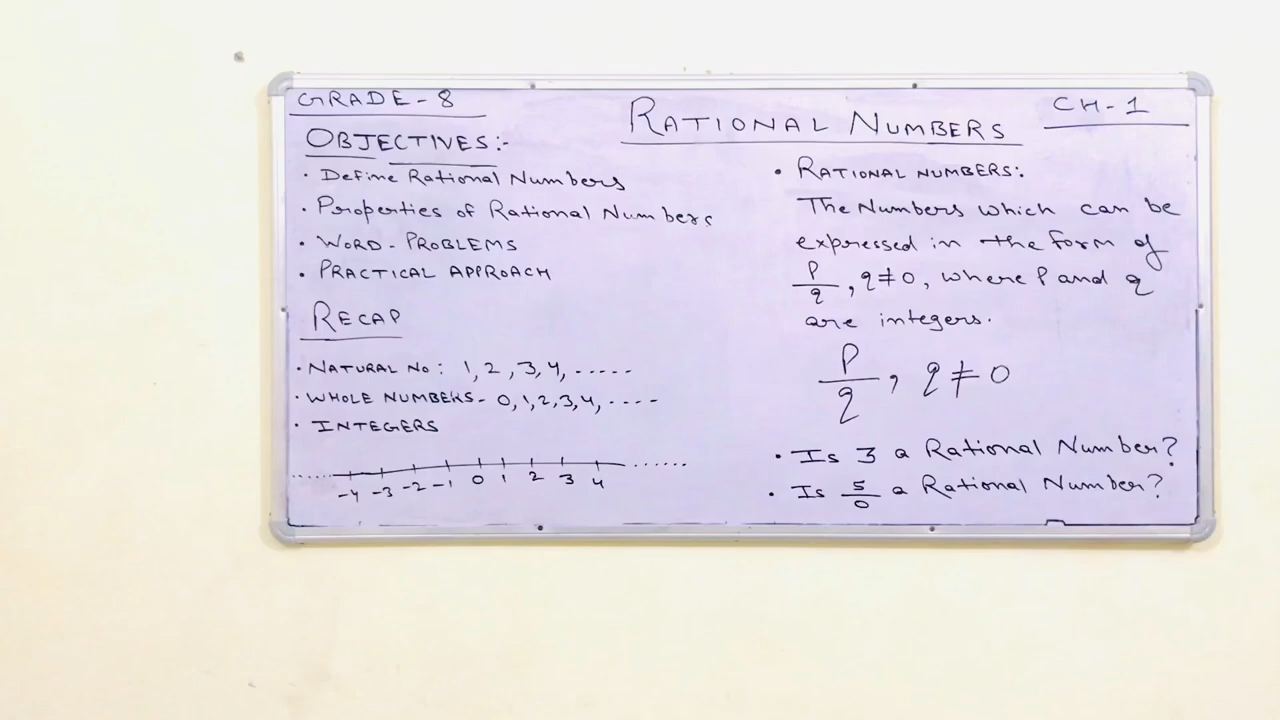 GRADE - 8
RATIONAL NUMBERS
CH - 1
OBJECTIVES:-
· Define Rational Numbers
· Properties of Rational Numbers
· WORD - PROBLEMS
· PRACTICAL APPROACH
RECAP
· NATURAL No : 1, 2, 3, 4, -----
· WHOLE NUMBERS - 0, 1, 2, 3, 4, ----
· INTEGERS
...... -4 -3 -2 -1 0 1 2 3 4 ......
• RATIONAL NUMBERS:
The Numbers which can be
expressed in the form of
p/q, q≠0, where p and q
are integers.
p/q, q≠0
• Is 3 a Rational Number?
• Is 5/0 a Rational Number?